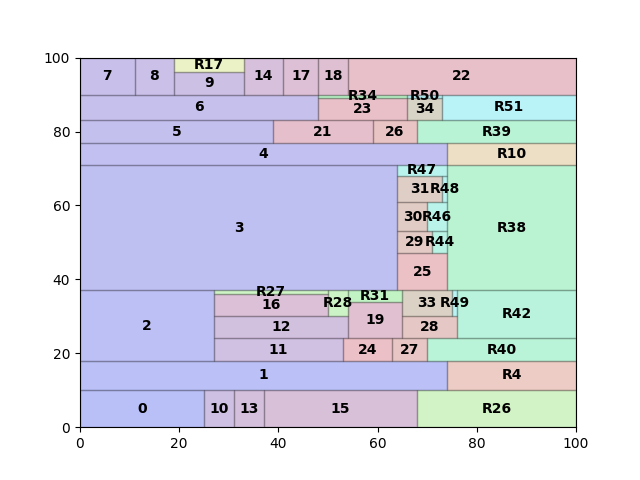 100
7 8 R17 14 17 18 22
9
R34 R50
6 23 34 R51
80
5 21 26 R39
4 R10
R47
31 R48
60
3 30 R46 R38
29 R44
40
25
R27 R31
16 R28 33 R49
2 12 19 28 R42
20
11 24 27 R40
1 R4
0 10 13 15 R26
0
0 20 40 60 80 100